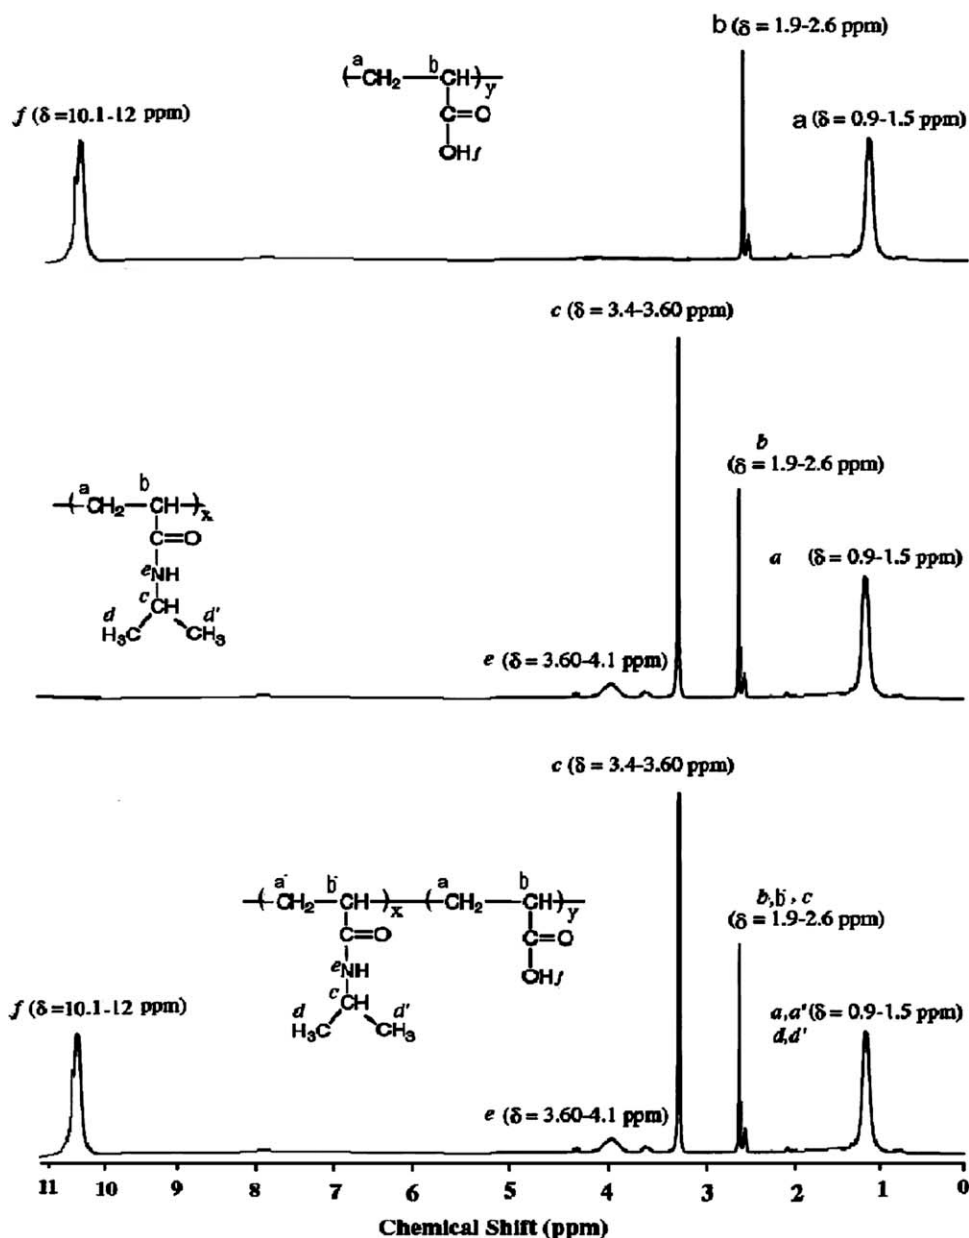 b (δ = 1.9-2.6 ppm)
a b
(CH₂ CH)y
f (δ =10.1-12 ppm)
C=O
a (δ = 0.9-1.5 ppm)
OHf
c (δ = 3.4-3.60 ppm)
b
(δ = 1.9-2.6 ppm)
a b
(CH₂ CH)x
C=O
a (δ = 0.9-1.5 ppm)
eNH
c
CH
d d'
H₃C CH₃
e (δ = 3.60-4.1 ppm)
c (δ = 3.4-3.60 ppm)
a- b- a b
(CH₂ CH)x (CH₂ CH)y
b,b-, c
(δ = 1.9-2.6 ppm)
C=O C=O
eNH OHf
c
CH
d d'
H₃C CH₃
f (δ =10.1-12 ppm)
a,a' (δ = 0.9-1.5 ppm)
d,d'
e (δ = 3.60-4.1 ppm)
11 10 9 8 7 6 5 4 3 2 1 0
Chemical Shift (ppm)